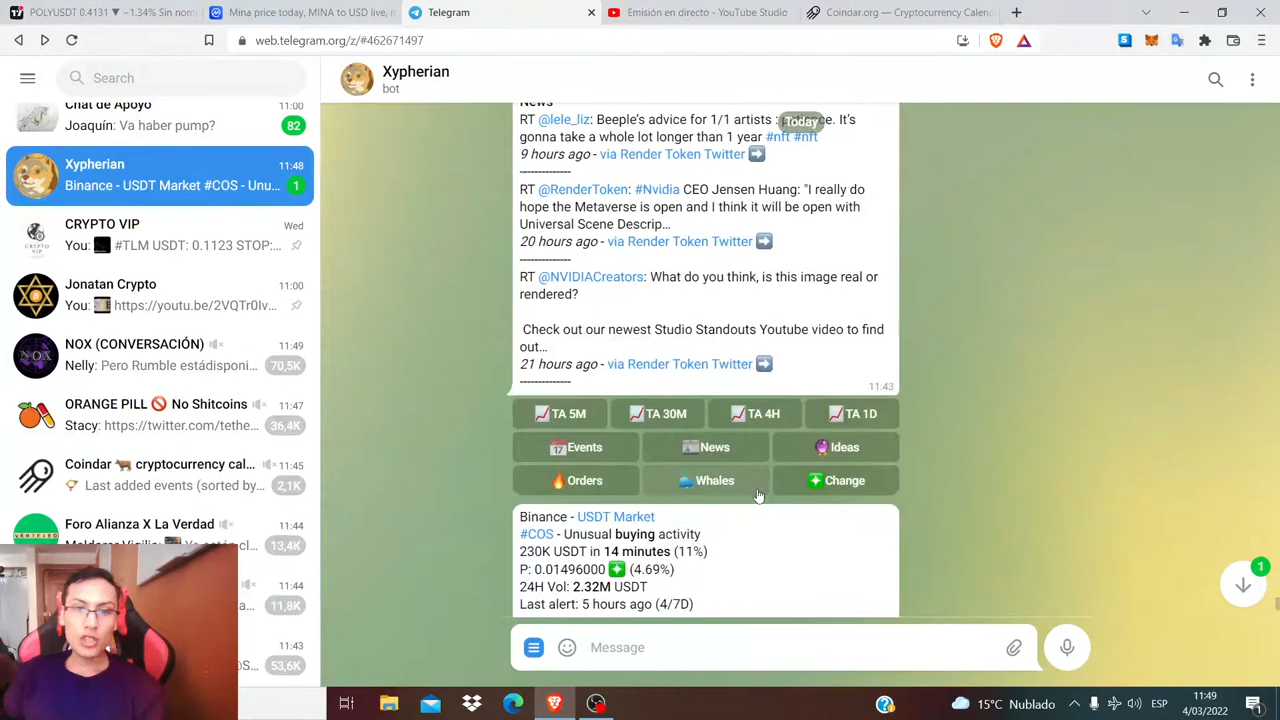 POLYUSDT 0.4131 ▼ −1.34% Sin nom
Mina price today, MINA to USD live, m
Telegram
Emisión en directo - YouTube Studio
Coindar.org — Cryptocurrency Calend
web.telegram.org/z/#462671497
Search
Xypherian
bot
Chat de Apoyo
11:00
Joaquín: Va haber pump?
82
Xypherian
11:48
Binance - USDT Market #COS - Unu...
1
CRYPTO VIP
Wed
You: #TLM USDT: 0.1123 STOP:...
Jonatan Crypto
11:00
You: https://youtu.be/2VQTr0Iv...
NOX (CONVERSACIÓN)
11:49
Nelly: Pero Rumble estádisponi...
70,5K
ORANGE PILL 🚫 No Shitcoins
11:47
Stacy: https://twitter.com/tethe...
36,4K
Coindar 🐂 cryptocurrency cal...
11:45
Last added events (sorted by...
2,1K
Foro Alianza X La Verdad
11:44
13,4K
VERIFIED
11:44
11,8K
11:43
53,6K
News
Today
RT @lele_liz: Beeple's advice for 1/1 artists : It's
gonna take a whole lot longer than 1 year #nft #nft
9 hours ago - via Render Token Twitter ➡️
--------------
RT @RenderToken: #Nvidia CEO Jensen Huang: "I really do
hope the Metaverse is open and I think it will be open with
Universal Scene Descrip...
20 hours ago - via Render Token Twitter ➡️
--------------
RT @NVIDIACreators: What do you think, is this image real or
rendered?
Check out our newest Studio Standouts Youtube video to find
out...
21 hours ago - via Render Token Twitter ➡️
--------------
11:43
TA 5M
TA 30M
TA 4H
TA 1D
17 Events
News
Ideas
Orders
Whales
Change
Binance - USDT Market
#COS - Unusual buying activity
230K USDT in 14 minutes (11%)
P: 0.01496000 (4.69%)
24H Vol: 2.32M USDT
Last alert: 5 hours ago (4/7D)
1
Message
15°C Nublado
ESP
11:49
4/03/2022